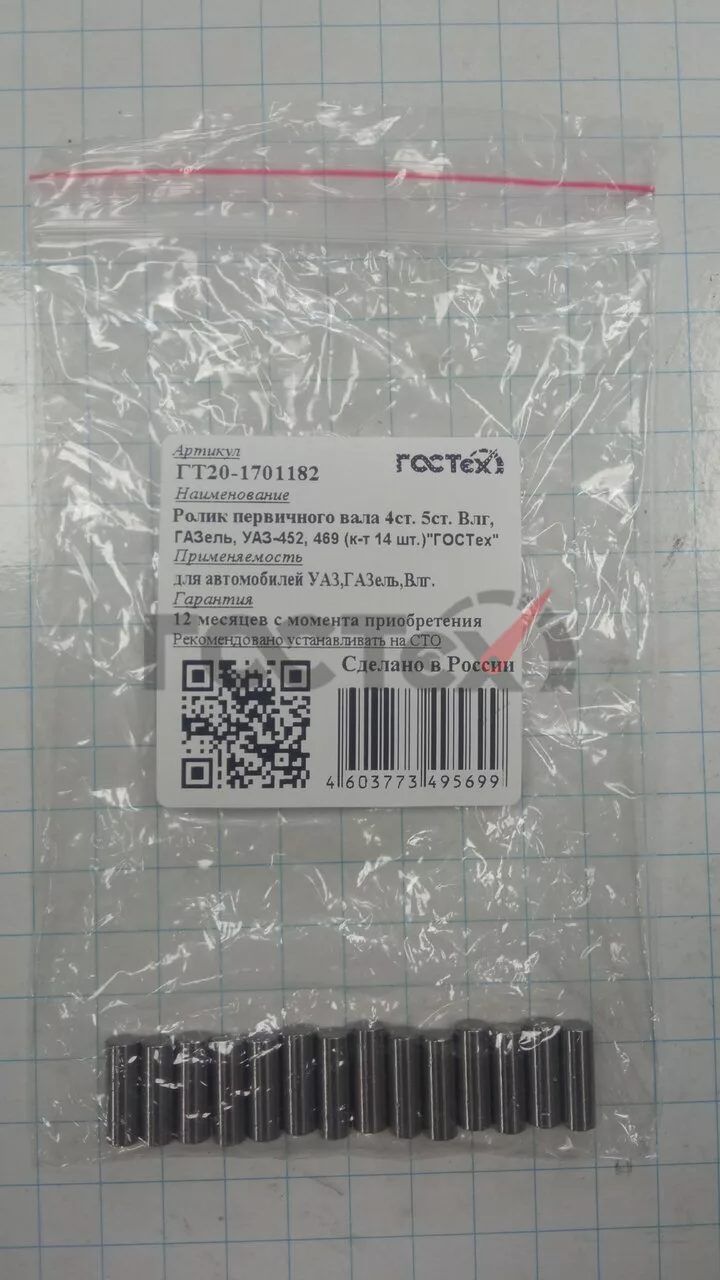 Артикул
ГОСТех
ГТ20-1701182
Наименование
Ролик первичного вала 4ст. 5ст. Влг,
ГАЗель, УАЗ-452, 469 (к-т 14 шт.)"ГОСТех"
Применяемость
для автомобилей УАЗ,ГАЗель,Влг.
Гарантия
12 месяцев с момента приобретения
Рекомендовано устанавливать на СТО
ГОСТех
Сделано в России
4 603773 495699